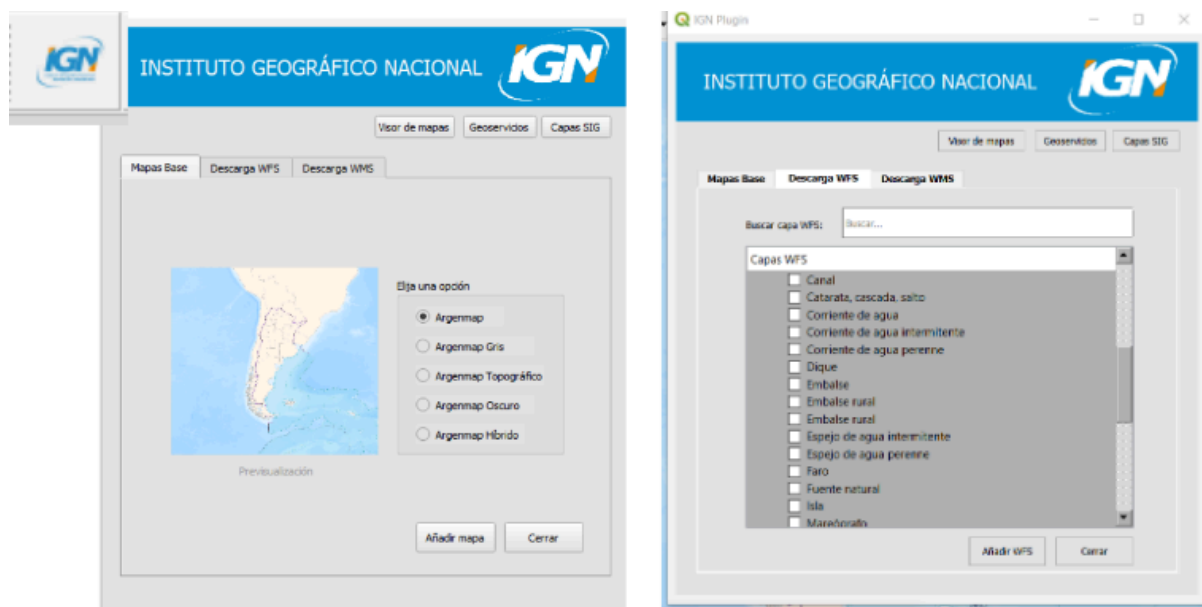 IGN
INSTITUTO GEOGRÁFICO NACIONAL IGN
Visor de mapas Geoservicios Capas SIG
Mapas Base Descarga WFS Descarga WMS
Elija una opción
Argenmap
Argenmap Gris
Argenmap Topográfico
Argenmap Oscuro
Argenmap Híbrido
Previsualización
Añadir mapa Cerrar
IGN Plugin
INSTITUTO GEOGRÁFICO NACIONAL IGN
Visor de mapas Geoservicios Capas SIG
Mapas Base Descarga WFS Descarga WMS
Buscar capa WFS: Buscar...
Capas WFS
Canal
Catarata, cascada, salto
Corriente de agua
Corriente de agua intermitente
Corriente de agua perenne
Dique
Embalse
Embalse rural
Embalse rural
Espejo de agua intermitente
Espejo de agua perenne
Faro
Fuente natural
Isla
Mareógrafo
Añadir WFS Cerrar